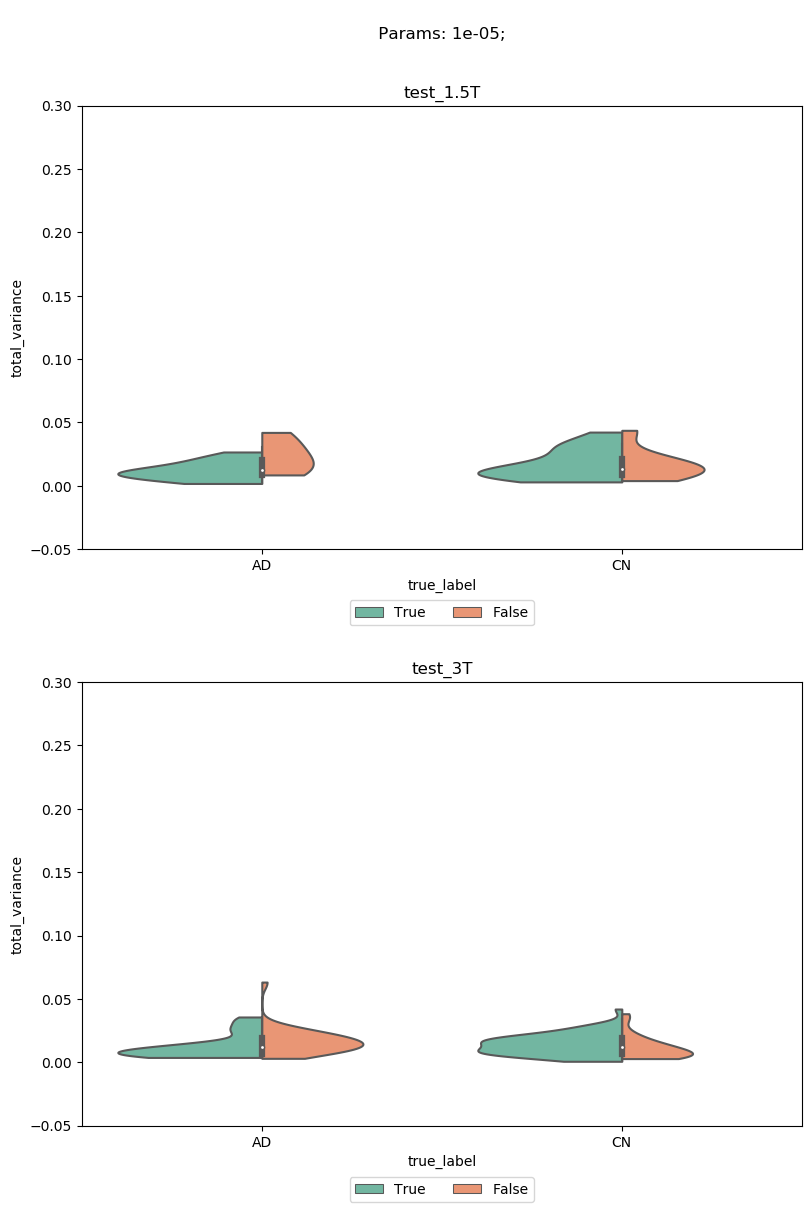 Params: 1e-05;
test_1.5T
0.30
0.25
0.20
0.15
0.10
0.05
0.00
−0.05
total_variance
AD CN
true_label
True False
test_3T
0.30
0.25
0.20
0.15
0.10
0.05
0.00
−0.05
total_variance
AD CN
true_label
True False